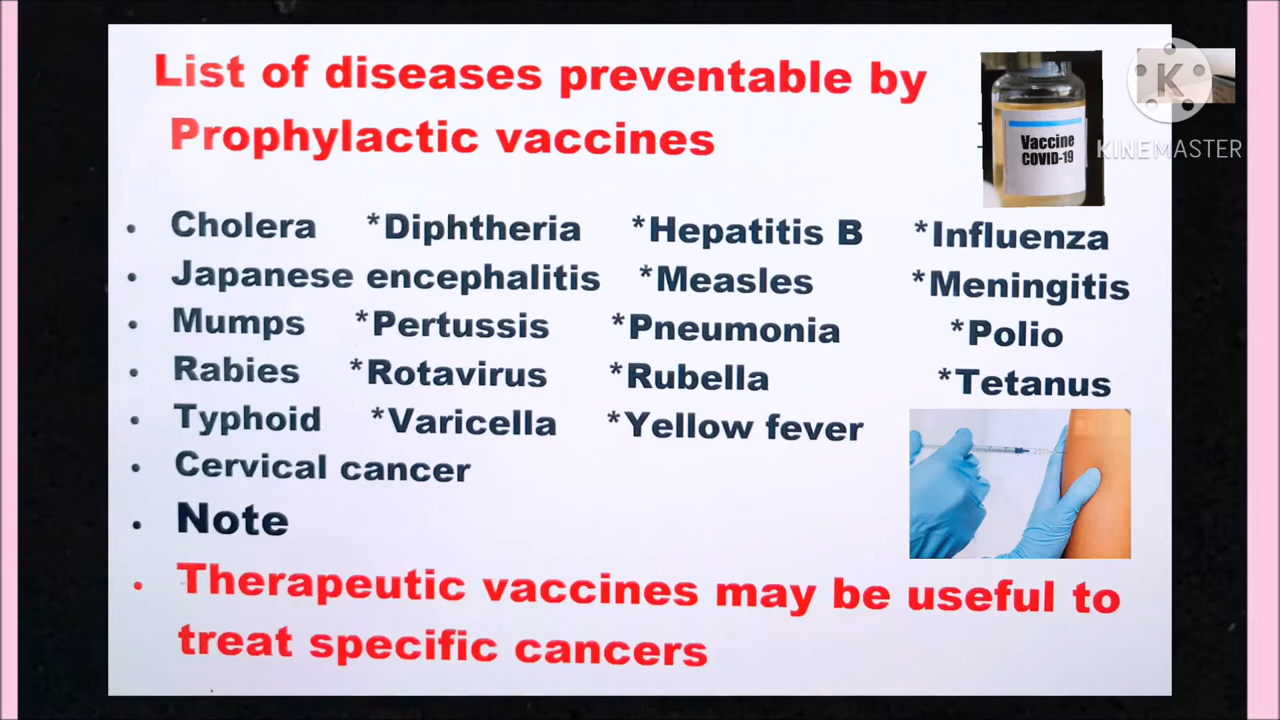 List of diseases preventable by
Prophylactic vaccines
Vaccine
COVID-19
K
KINEMASTER
• Cholera *Diphtheria *Hepatitis B *Influenza
• Japanese encephalitis *Measles *Meningitis
• Mumps *Pertussis *Pneumonia *Polio
• Rabies *Rotavirus *Rubella *Tetanus
• Typhoid *Varicella *Yellow fever
• Cervical cancer
• Note
• Therapeutic vaccines may be useful to
treat specific cancers